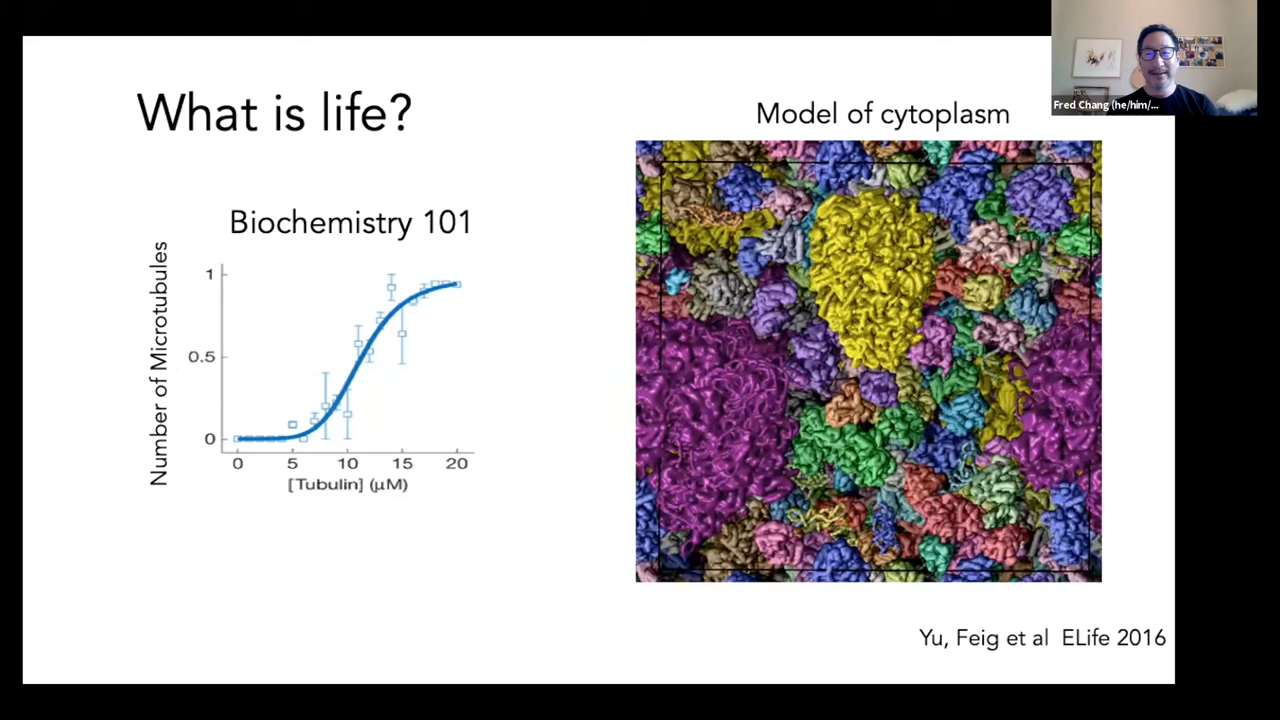 What is life?
Biochemistry 101
Number of Microtubules
1
0.5
0
0 5 10 15 20
[Tubulin] (µM)
Model of cytoplasm
Yu, Feig et al ELife 2016
Fred Chang (he/him/...